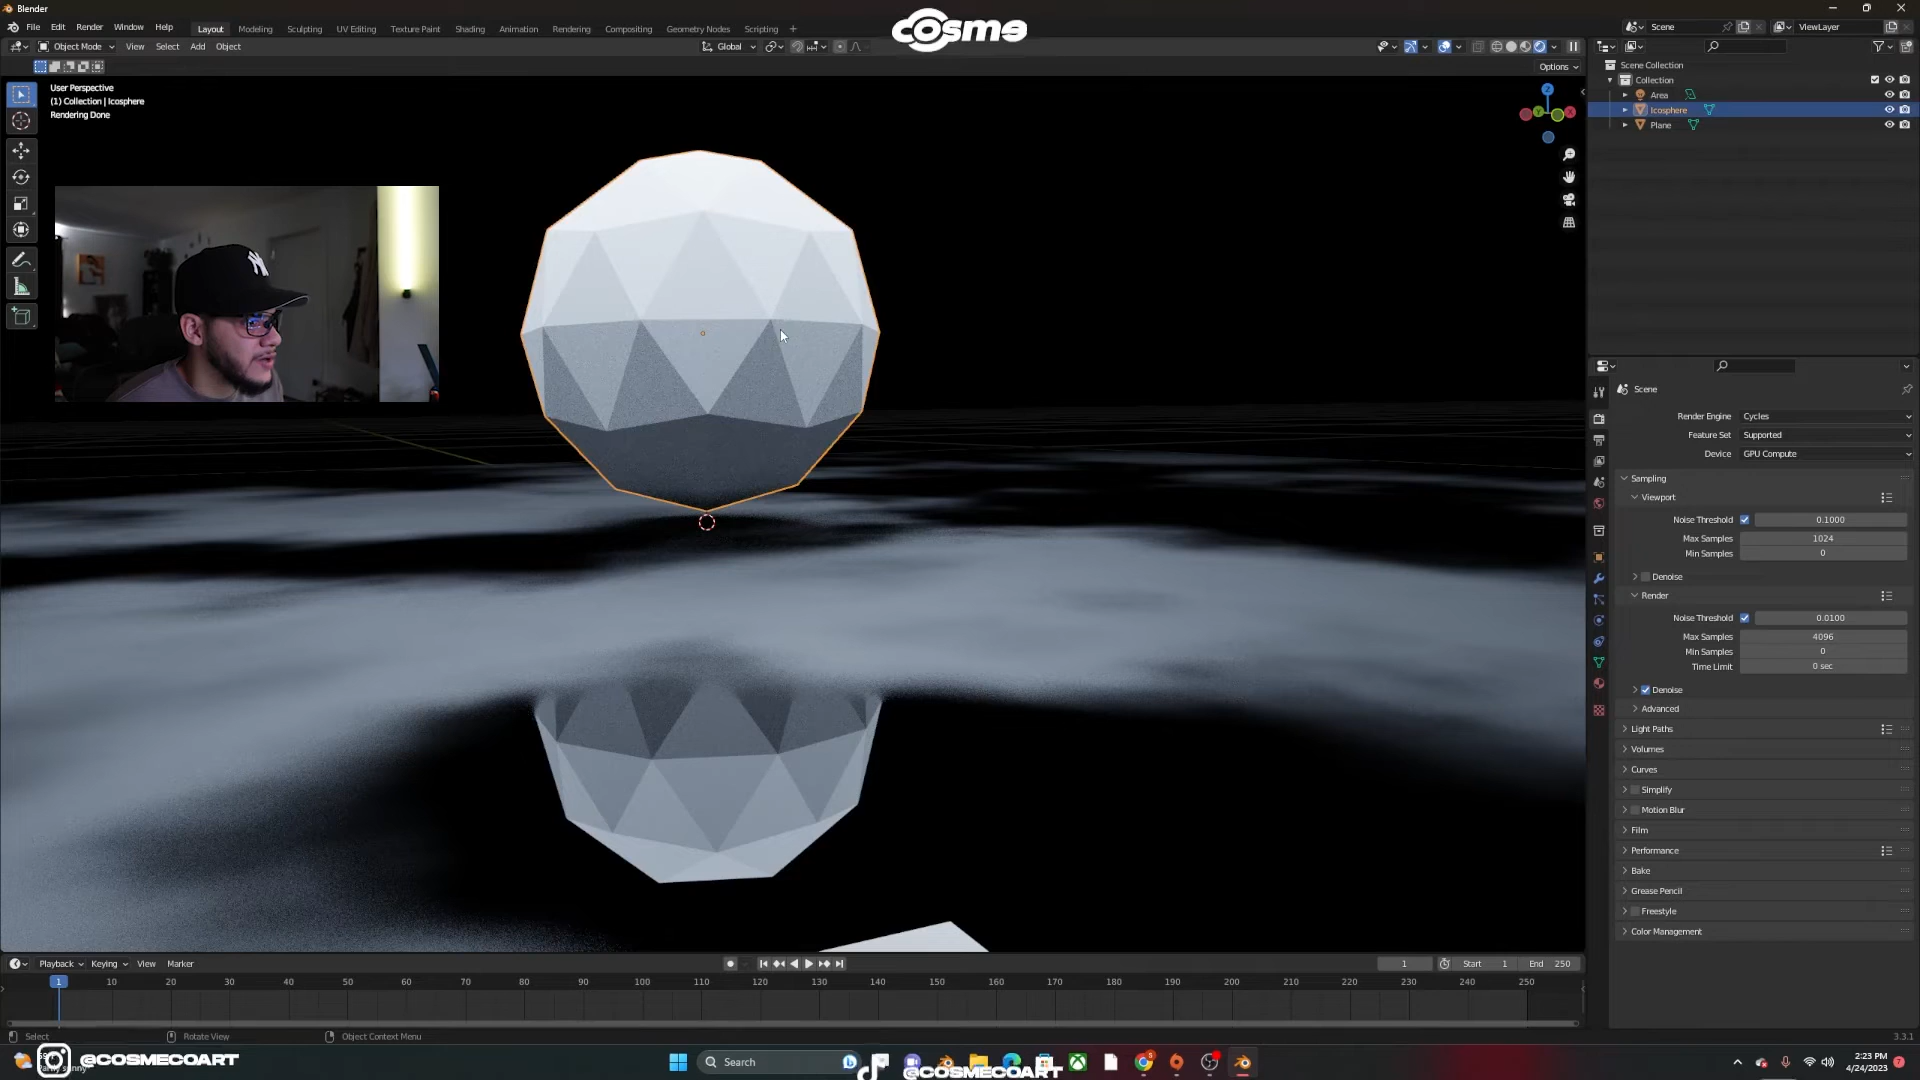 Blender
cosme
File Edit Render Window Help Layout Modeling Sculpting UV Editing Texture Paint Shading Animation Rendering Compositing Geometry Nodes Scripting + Scene ViewLayer
Object Mode View Select Add Object Global
Options
User Perspective
(1) Collection | Icosphere
Rendering Done
Scene Collection
Collection
Area
Icosphere
Plane
Scene
Render Engine Cycles
Feature Set Supported
Device GPU Compute
Sampling
Viewport
Noise Threshold 0.1000
Max Samples 1024
Min Samples 0
Denoise
Render
Noise Threshold 0.0100
Max Samples 4096
Min Samples 0
Time Limit 0 sec
Denoise
Advanced
Light Paths
Volumes
Curves
Simplify
Motion Blur
Film
Performance
Bake
Grease Pencil
Freestyle
Color Management
Playback Keying View Marker 1 Start 1 End 250
1 10 20 30 40 50 60 70 80 90 100 110 120 130 140 150 160 170 180 190 200 210 220 230 240 250
Select Rotate View Object Context Menu 3.3.1
@COSMECOART
Search
@COSMECOART
2:23 PM
4/24/2023